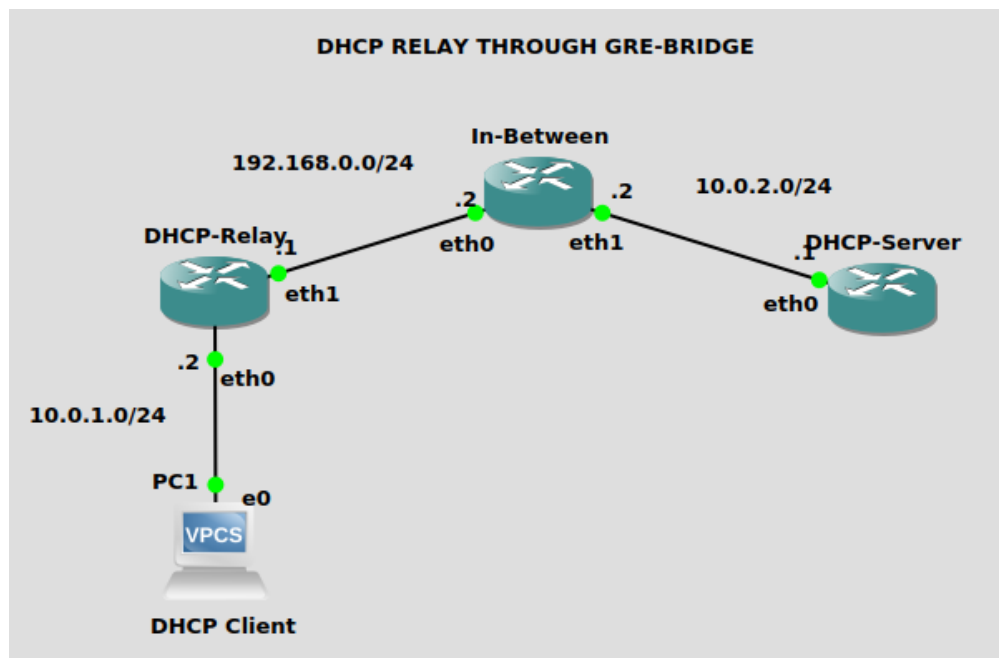 DHCP RELAY THROUGH GRE-BRIDGE
In-Between
192.168.0.0/24
10.0.2.0/24
.2
.2
DHCP-Relay
.1
eth0
eth1
.1
DHCP-Server
eth1
eth0
.2
eth0
10.0.1.0/24
PC1
e0
VPCS
DHCP Client